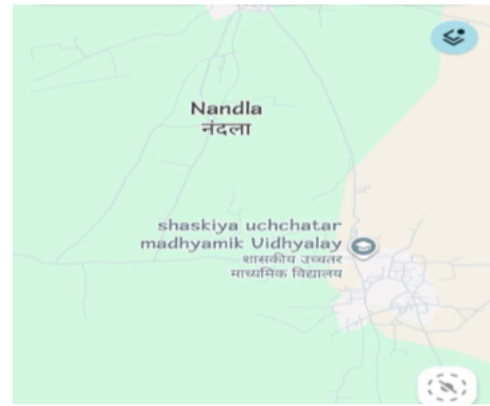 Nandla
नंदला
shaskiya uchchatar
madhyamik Vidhyalay
शासकीय उच्चतर
माध्यमिक विद्यालय